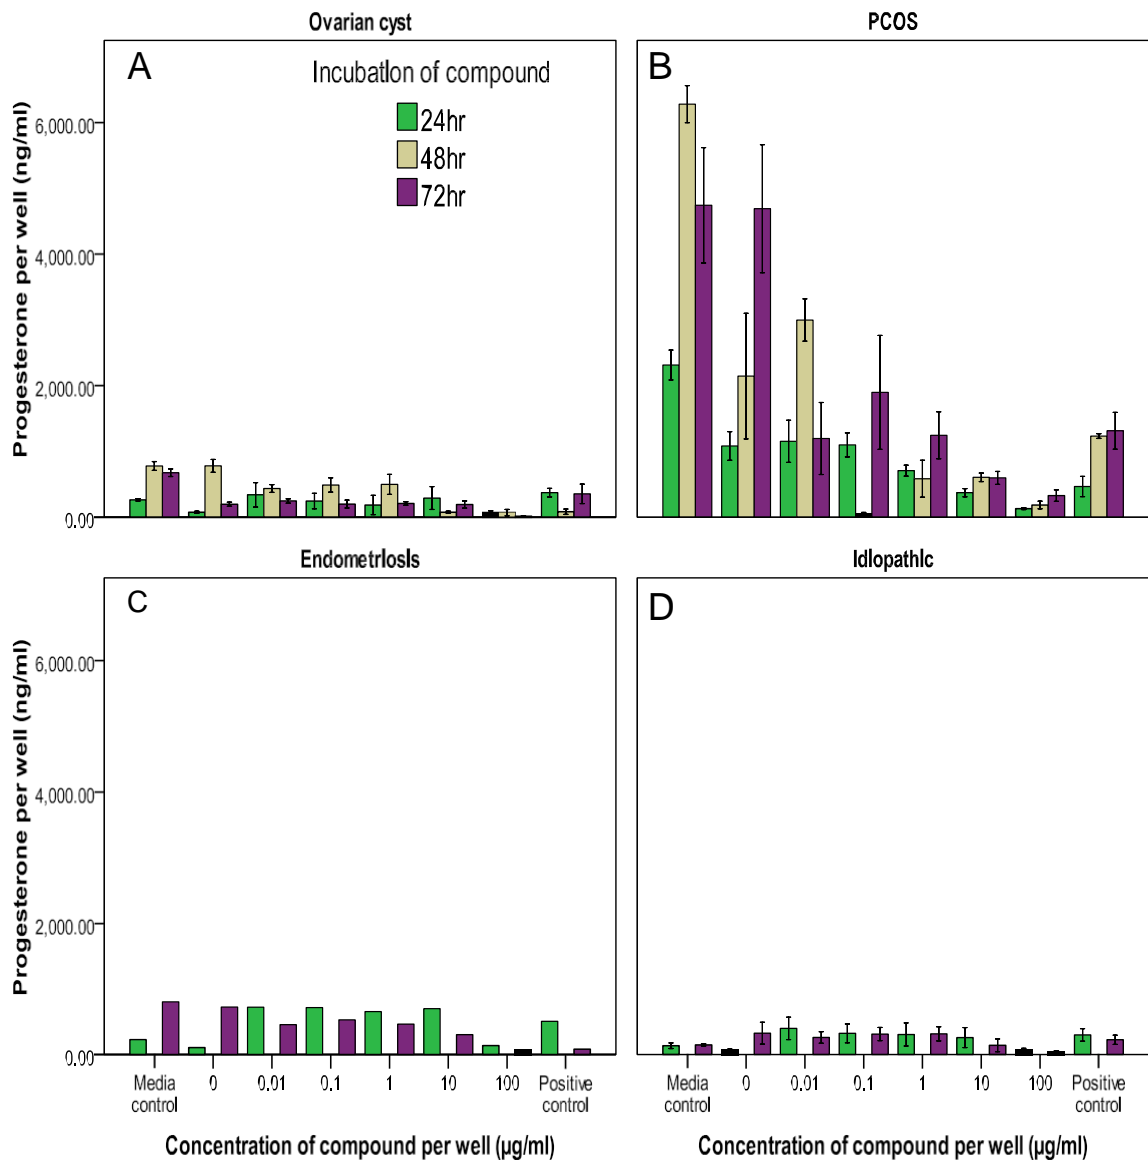 Ovarian cyst
PCOS
A
Incubation of compound
24hr
48hr
72hr
B
Progesterone per well (ng/ml)
6,000.00
4,000.00
2,000.00
0.00
Endometriosis
Idiopathic
C
D
Progesterone per well (ng/ml)
6,000.00
4,000.00
2,000.00
0.00
Media control
0
0.01
0.1
1
10
100
Positive control
Media control
0
0.01
0.1
1
10
100
Positive control
Concentration of compound per well (µg/ml)
Concentration of compound per well (µg/ml)